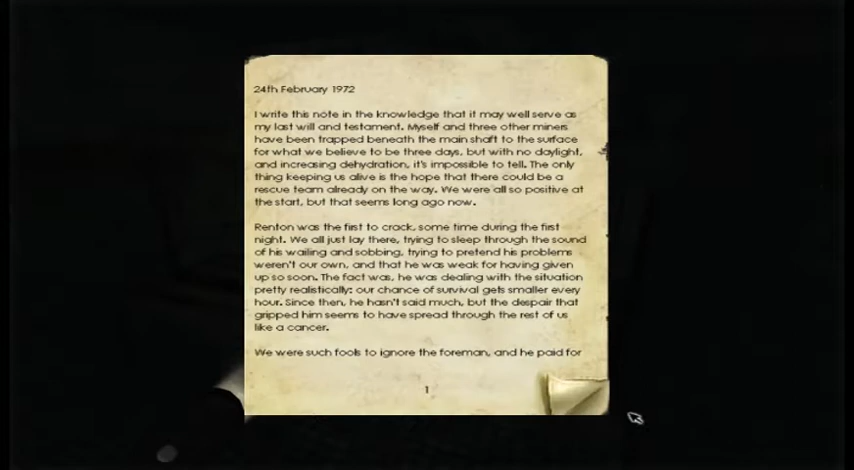 24th February 1972
I write this note in the knowledge that it may well serve as
my last will and testament. Myself and three other miners
have been trapped beneath the main shaft to the surface
for what we believe to be three days, but with no daylight,
and increasing dehydration, it's impossible to tell. The only
thing keeping us alive is the hope that there could be a
rescue team already on the way. We were all so positive at
the start, but that seems long ago now.
Renton was the first to crack, some time during the first
night. We all just lay there, trying to sleep through the sound
of his wailing and sobbing, trying to pretend his problems
weren't our own, and that he was weak for having given
up so soon. The fact was, he was dealing with the situation
pretty realistically; our chance of survival gets smaller every
hour. Since then, he hasn't said much, but the despair that
gripped him seems to have spread through the rest of us
like a cancer.
We were such fools to ignore the foreman, and he paid for
1